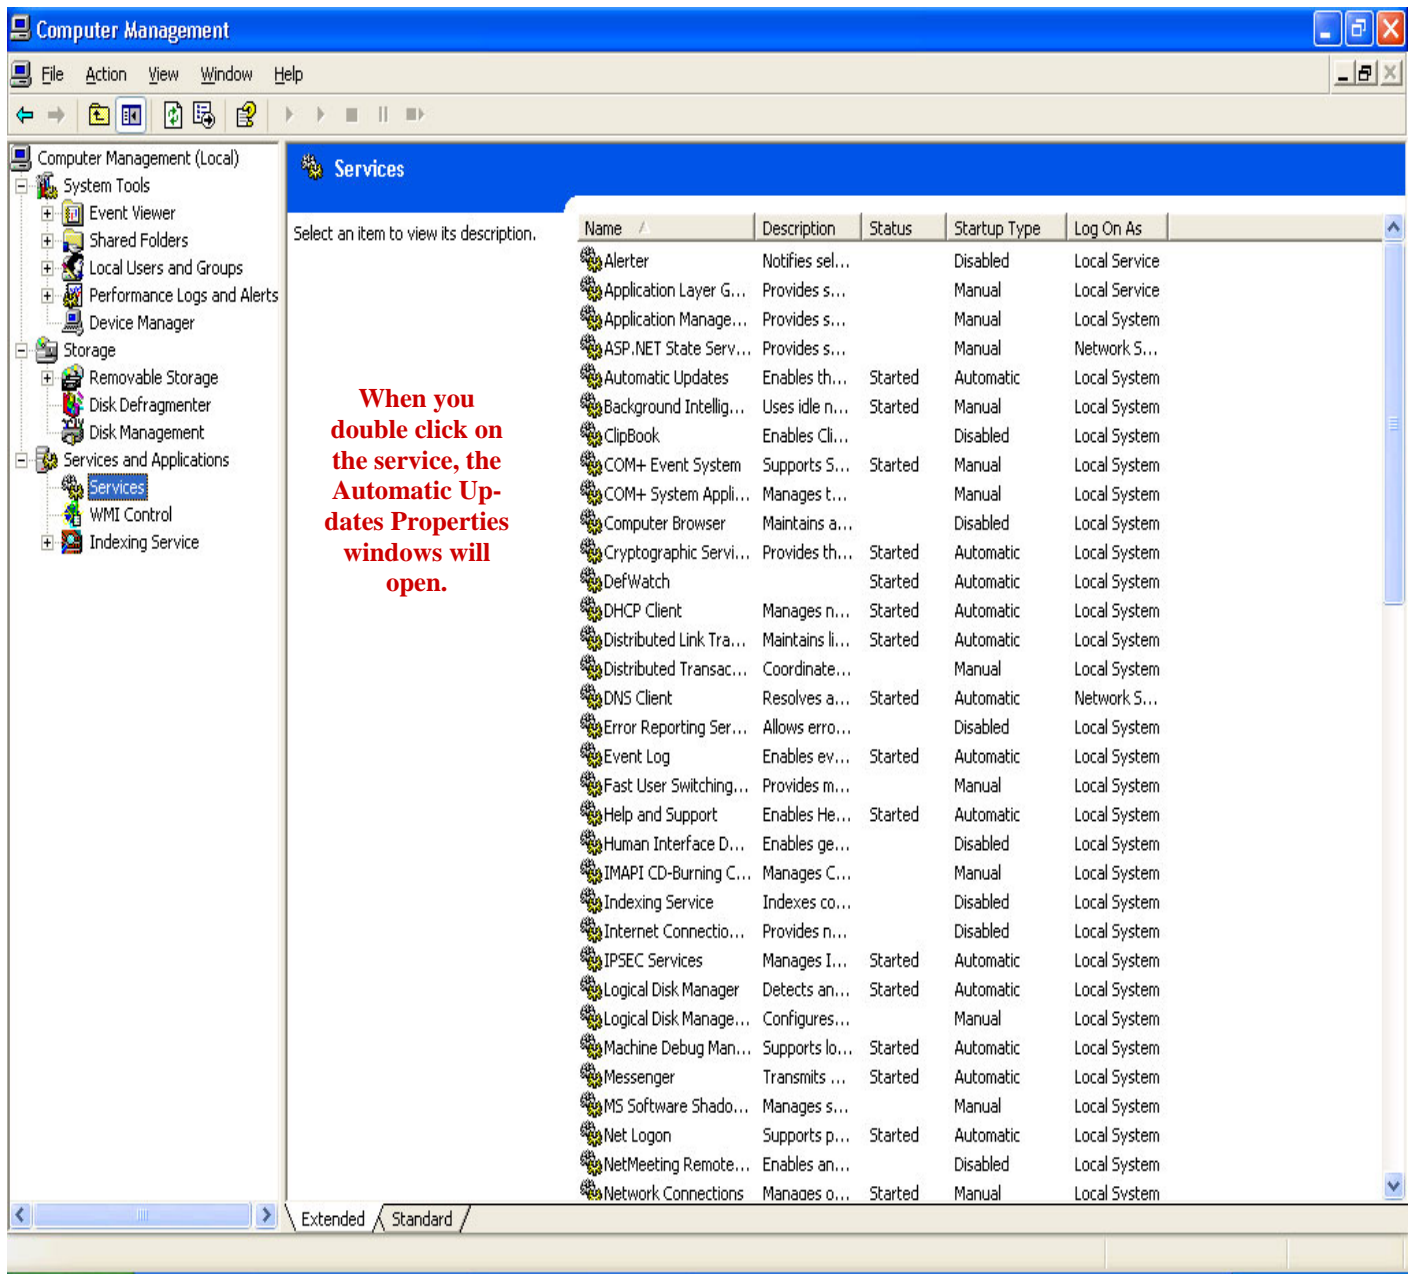 Computer Management
File Action View Window Help
Computer Management (Local)
System Tools
Event Viewer
Shared Folders
Local Users and Groups
Performance Logs and Alerts
Device Manager
Storage
Removable Storage
Disk Defragmenter
Disk Management
Services and Applications
Services
WMI Control
Indexing Service
Services
Select an item to view its description.
When you
double click on
the service, the
Automatic Up-
dates Properties
windows will
open.
Name Description Status Startup Type Log On As
Alerter Notifies sel... Disabled Local Service
Application Layer G... Provides s... Manual Local Service
Application Manage... Provides s... Manual Local System
ASP.NET State Serv... Provides s... Manual Network S...
Automatic Updates Enables th... Started Automatic Local System
Background Intellig... Uses idle n... Started Manual Local System
ClipBook Enables Cli... Disabled Local System
COM+ Event System Supports S... Started Manual Local System
COM+ System Appli... Manages t... Manual Local System
Computer Browser Maintains a... Disabled Local System
Cryptographic Servi... Provides th... Started Automatic Local System
DefWatch Started Automatic Local System
DHCP Client Manages n... Started Automatic Local System
Distributed Link Tra... Maintains li... Started Automatic Local System
Distributed Transac... Coordinate... Manual Local System
DNS Client Resolves a... Started Automatic Network S...
Error Reporting Ser... Allows erro... Disabled Local System
Event Log Enables ev... Started Automatic Local System
Fast User Switching... Provides m... Manual Local System
Help and Support Enables He... Started Automatic Local System
Human Interface D... Enables ge... Disabled Local System
IMAPI CD-Burning C... Manages C... Manual Local System
Indexing Service Indexes co... Disabled Local System
Internet Connectio... Provides n... Disabled Local System
IPSEC Services Manages I... Started Automatic Local System
Logical Disk Manager Detects an... Started Automatic Local System
Logical Disk Manage... Configures... Manual Local System
Machine Debug Man... Supports lo... Started Automatic Local System
Messenger Transmits ... Started Automatic Local System
MS Software Shado... Manages s... Manual Local System
Net Logon Supports p... Started Automatic Local System
NetMeeting Remote... Enables an... Disabled Local System
Network Connections Manages o... Started Manual Local System
Extended Standard